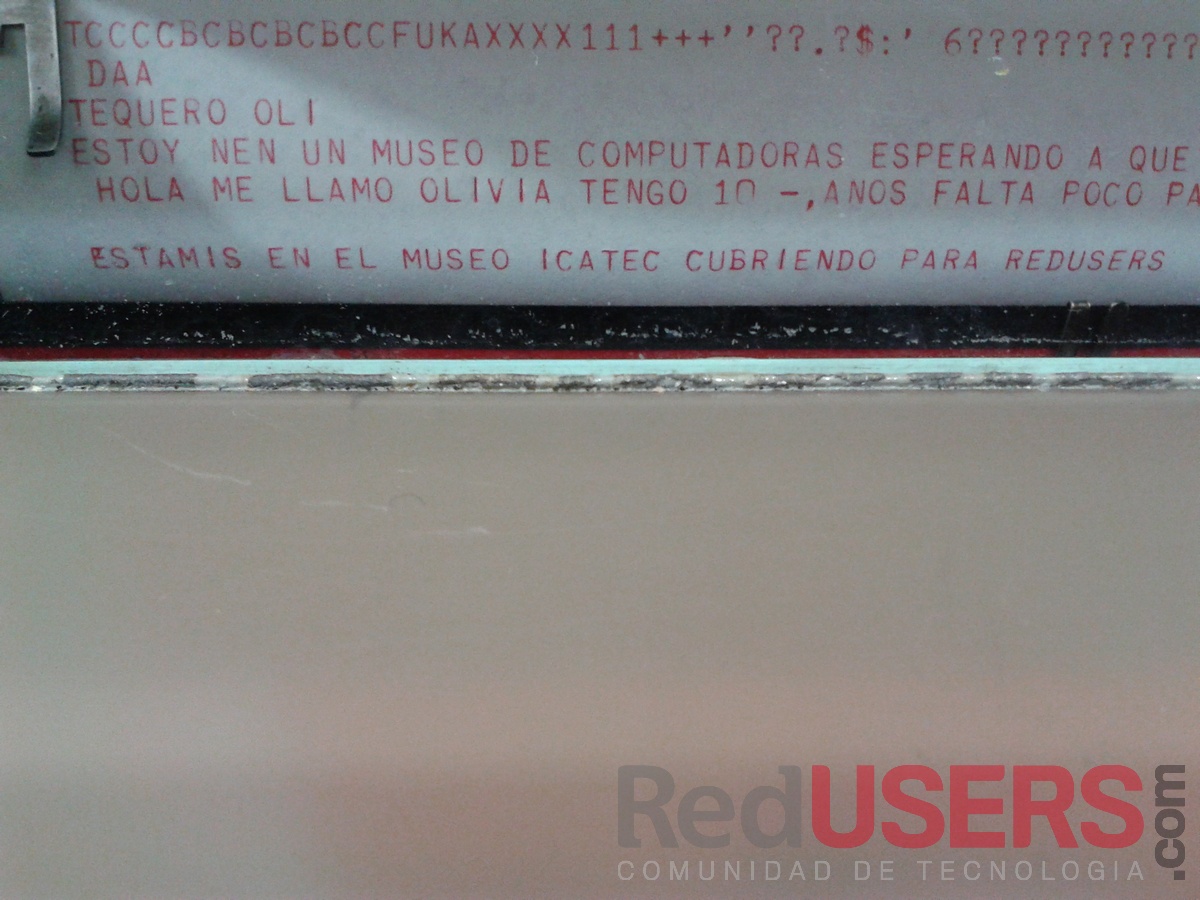 TCCCCBCBCBCBCCFUKAXXXX111+++''??.?$:' 6???????????
DAA
TEQUERO OLI
ESTOY NEN UN MUSEO DE COMPUTADORAS ESPERANDO A QUE
HOLA ME LLAMO OLIVIA TENGO 10 -,ANOS FALTA POCO PA
ESTAMIS EN EL MUSEO ICATEC CUBRIENDO PARA REDUSERS
RedUSERS.com
COMUNIDAD DE TECNOLOGIA